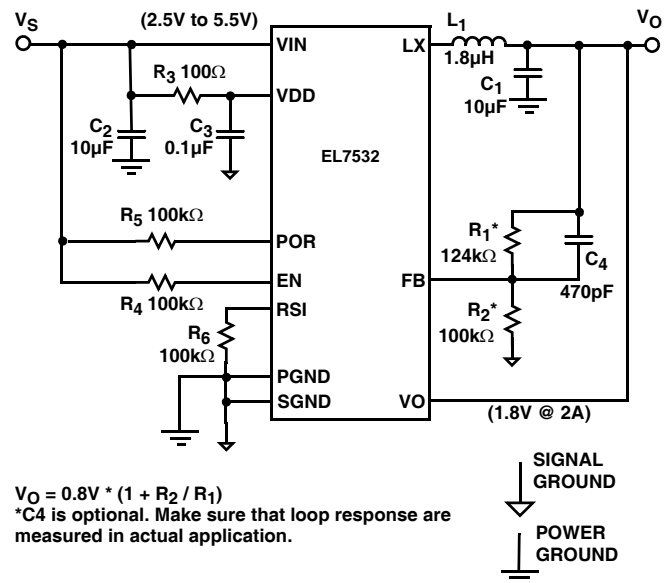 VS (2.5V to 5.5V) L1 VO
VIN LX
1.8µH
R3 100Ω
C1
10µF
VDD
C2
10µF
C3
0.1µF
EL7532
R5 100kΩ
POR
R1*
124kΩ
C4
470pF
EN FB
R4 100kΩ
RSI
R2*
100kΩ
R6
100kΩ
PGND
SGND VO
(1.8V @ 2A)
SIGNAL
GROUND
VO = 0.8V * (1 + R2 / R1)
*C4 is optional. Make sure that loop response are
measured in actual application.
POWER
GROUND